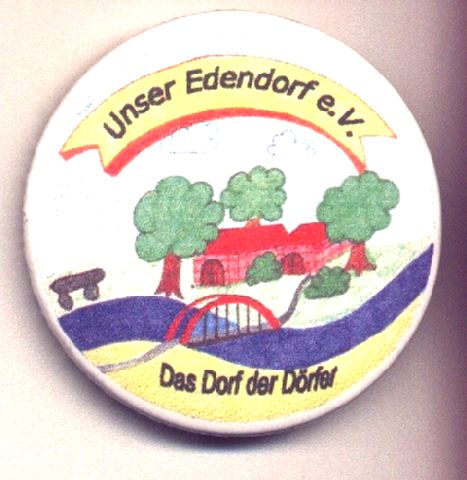 Unser Edendorf e.V.
Das Dorf der Dörfer